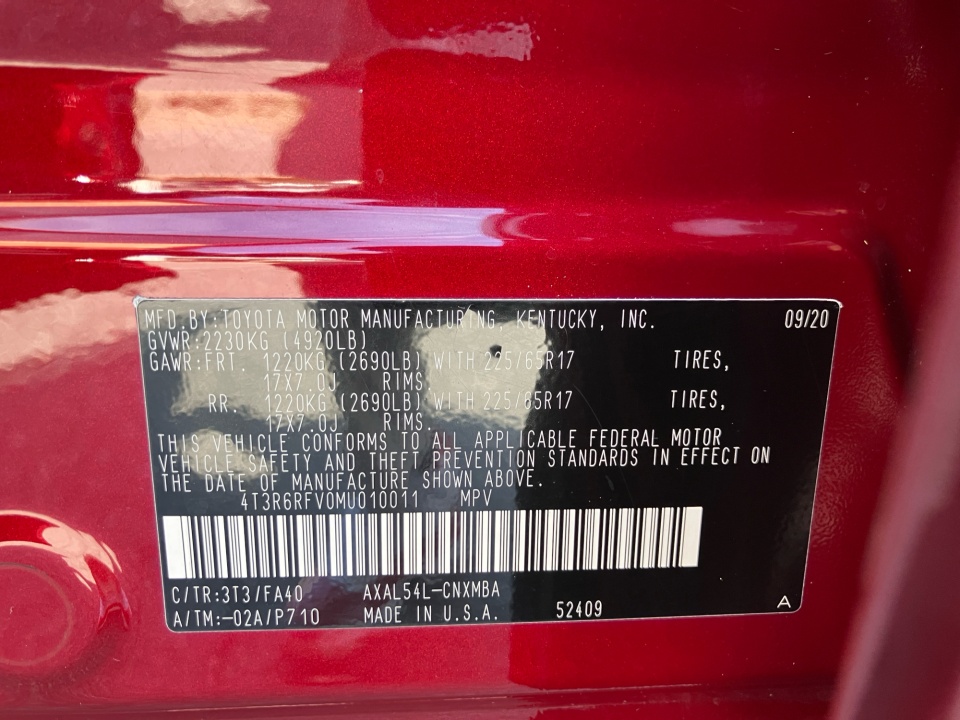 MFD.BY:TOYOTA MOTOR MANUFACTURING, KENTUCKY, INC. 09/20
GVWR:2230KG (4920LB)
GAWR:FRT. 1220KG (2690LB) WITH 225/65R17 TIRES,
17X7.0J RIMS
RR. 1220KG (2690LB) WITH 225/65R17 TIRES,
17X7.0J RIMS.
THIS VEHICLE CONFORMS TO ALL APPLICABLE FEDERAL MOTOR
VEHICLE SAFETY AND THEFT PREVENTION STANDARDS IN EFFECT ON
THE DATE OF MANUFACTURE SHOWN ABOVE.
4T3R6RFV0MU010011 MPV
C/TR:3T3/FA40 AXAL54L-CNXMBA
A/TM:-02A/P710 MADE IN U.S.A. 52409 A